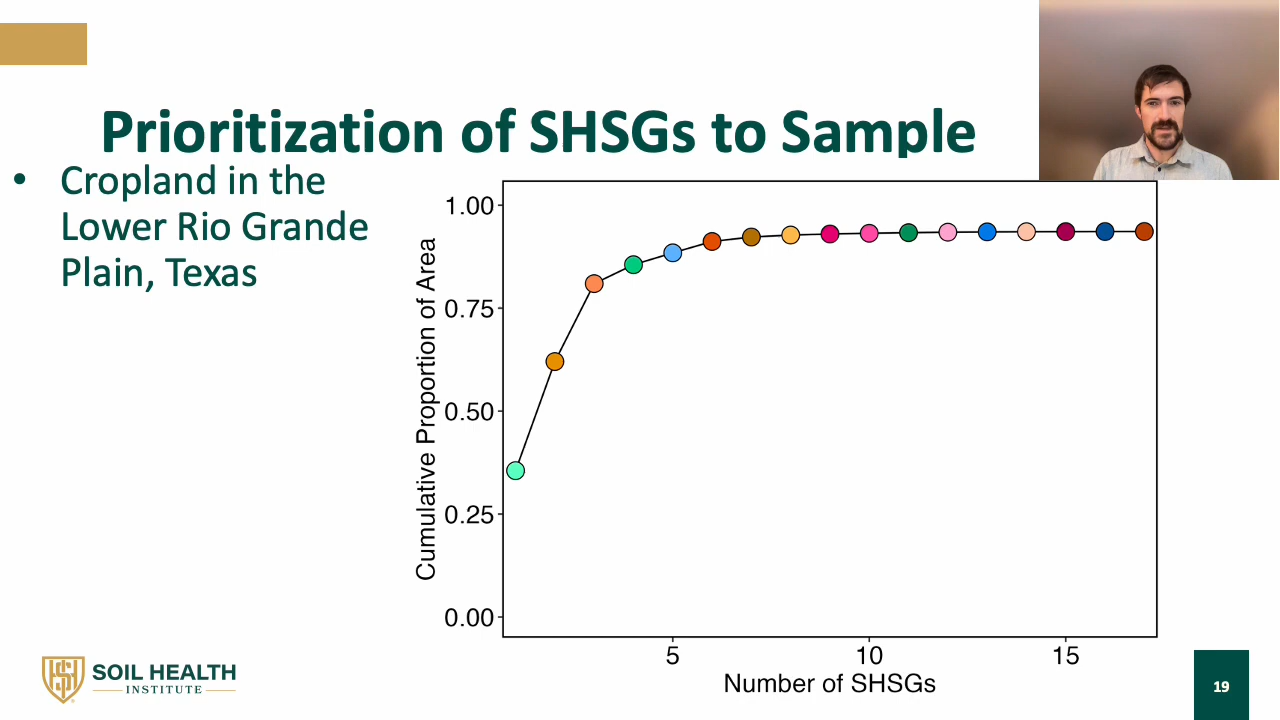 Prioritization of SHSGs to Sample
• Cropland in the
Lower Rio Grande
Plain, Texas
Cumulative Proportion of Area
1.00
0.75
0.50
0.25
0.00
5 10 15
Number of SHSGs
SOIL HEALTH
INSTITUTE
19